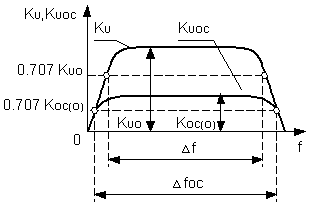 Ku,Kuoc
Ku
Kuoc
0.707 Kuo
0.707 Koc(o)
Kuo
Koc(o)
0
Δf
f
Δfoc